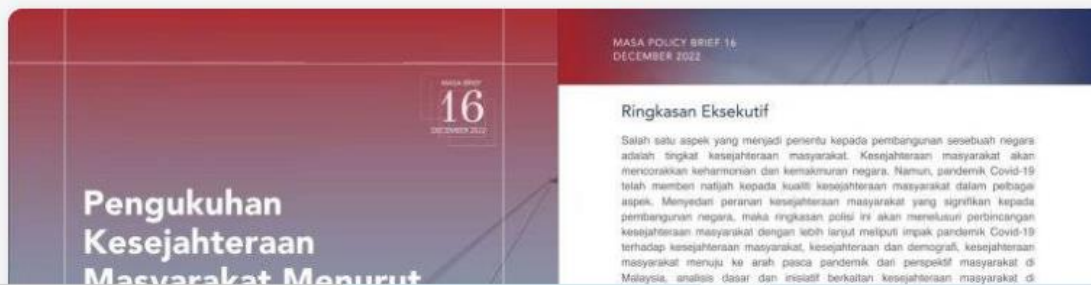 MASA BRIEF
16
DECEMBER 2022
Pengukuhan
Kesejahteraan
Masyarakat Menurut
MASA POLICY BRIEF 16
DECEMBER 2022
Ringkasan Eksekutif
Salah satu aspek yang menjadi penentu kepada pembangunan sesebuah negara
adalah tingkat kesejahteraan masyarakat. Kesejahteraan masyarakat akan
mencorakkan keharmonian dan kemakmuran negara. Namun, pandemik Covid-19
telah memberi natijah kepada kualiti kesejahteraan masyarakat dalam pelbagai
aspek. Menyedari peranan kesejahteraan masyarakat yang signifikan kepada
pembangunan negara, maka ringkasan polisi ini akan menelusuri perbincangan
kesejahteraan masyarakat dengan lebih lanjut meliputi impak pandemik Covid-19
terhadap kesejahteraan masyarakat, kesejahteraan dan demografi, kesejahteraan
masyarakat menuju ke arah pasca pandemik dari perspektif masyarakat di
Malaysia, analisis dasar dan inisiatif berkaitan kesejahteraan masyarakat di